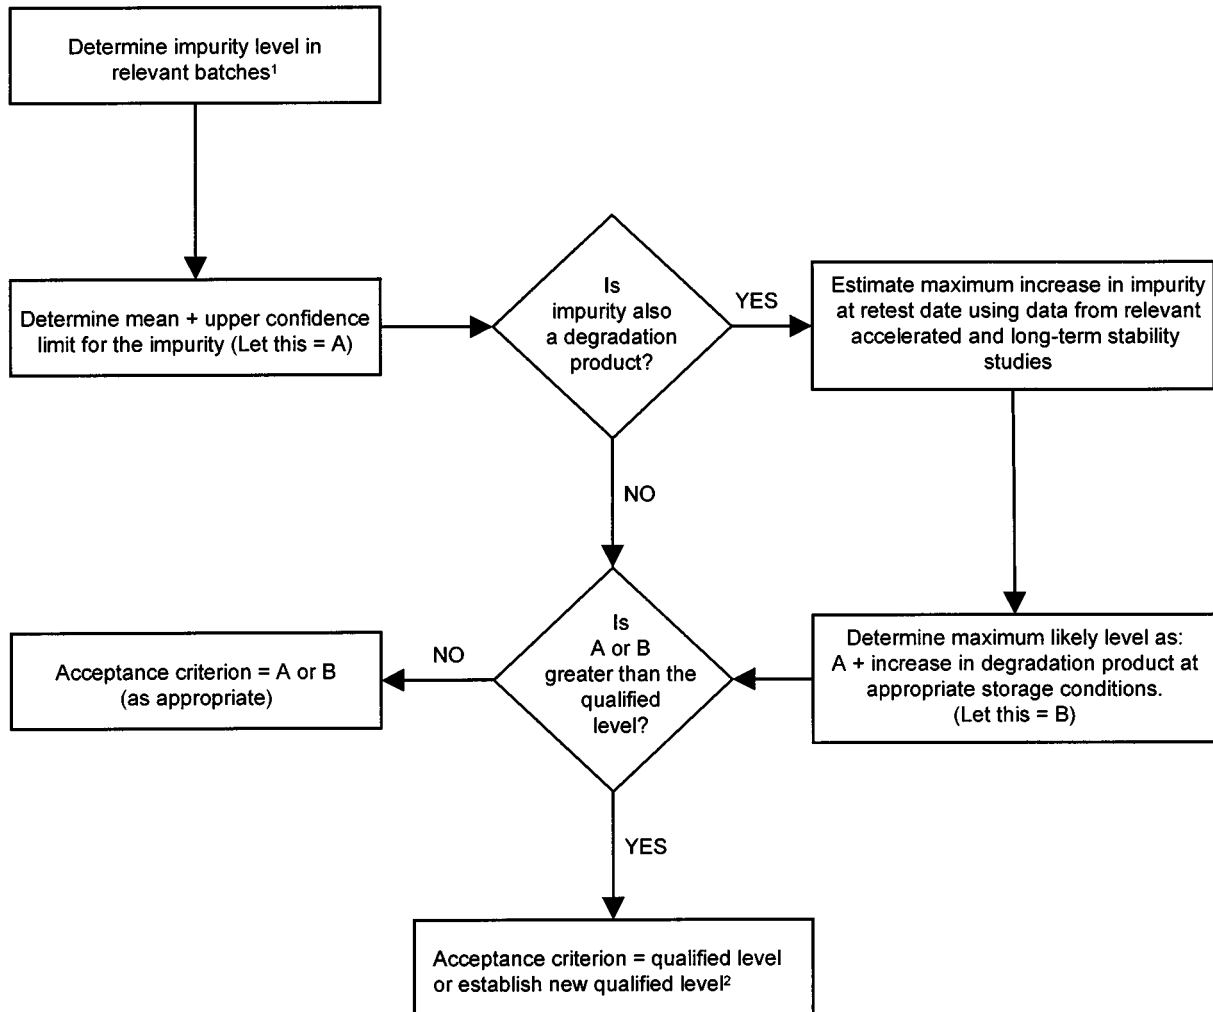 Determine impurity level in
relevant batches¹
Determine mean + upper confidence
limit for the impurity (Let this = A)
Is
impurity also
a degradation
product?
YES
Estimate maximum increase in impurity
at retest date using data from relevant
accelerated and long-term stability
studies
NO
Determine maximum likely level as:
A + increase in degradation product at
appropriate storage conditions.
(Let this = B)
Is
A or B
greater than the
qualified
level?
NO
Acceptance criterion = A or B
(as appropriate)
YES
Acceptance criterion = qualified level
or establish new qualified level²